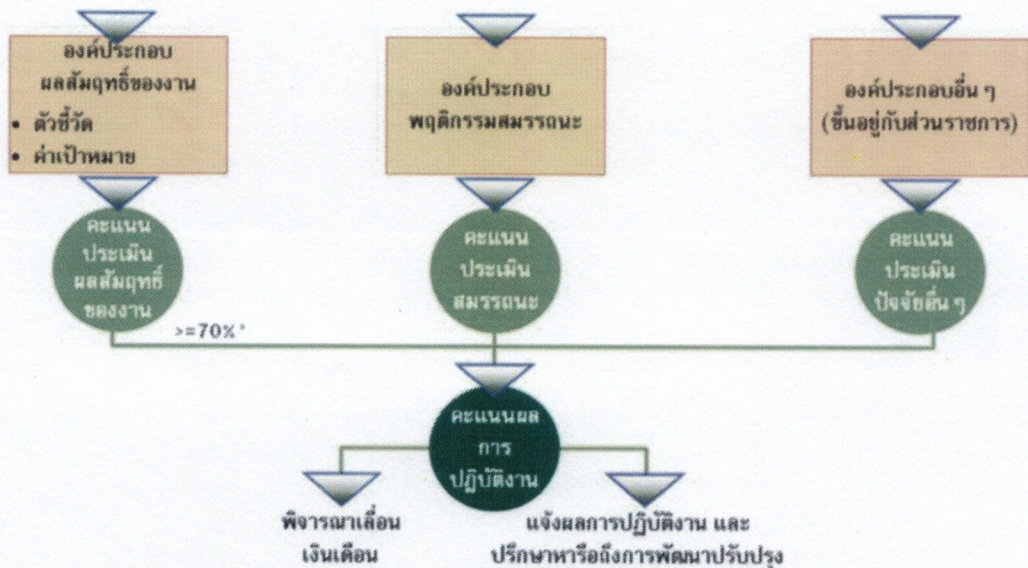 องค์ประกอบ
ผลสัมฤทธิ์ของงาน
• ตัวชี้วัด
• ค่าเป้าหมาย
องค์ประกอบ
พฤติกรรมสมรรถนะ
องค์ประกอบอื่น ๆ
(ขึ้นอยู่กับส่วนราชการ)
คะแนน
ประเมิน
ผลสัมฤทธิ์
ของงาน
คะแนน
ประเมิน
สมรรถนะ
คะแนน
ประเมิน
ปัจจัยอื่น ๆ
>=70%*
คะแนนผล
การ
ปฏิบัติงาน
พิจารณาเลื่อน
เงินเดือน
แจ้งผลการปฏิบัติงาน และ
ปรึกษาหารือถึงการพัฒนาปรับปรุง